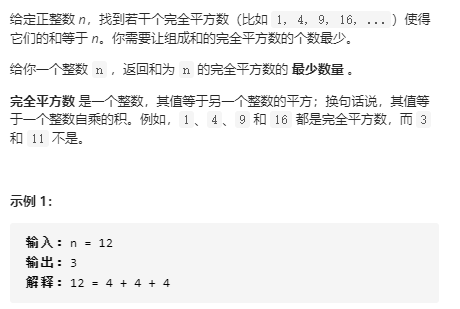 给定正整数 n，找到若干个完全平方数（比如 1, 4, 9, 16, ...）使得
它们的和等于 n。你需要让组成和的完全平方数的个数最少。
给你一个整数 n ，返回和为 n 的完全平方数的 最少数量 。
完全平方数 是一个整数，其值等于另一个整数的平方；换句话说，其值等
于一个整数自乘的积。例如，1、4、9 和 16 都是完全平方数，而 3
和 11 不是。
示例 1：
输入：n = 12
输出：3
解释：12 = 4 + 4 + 4